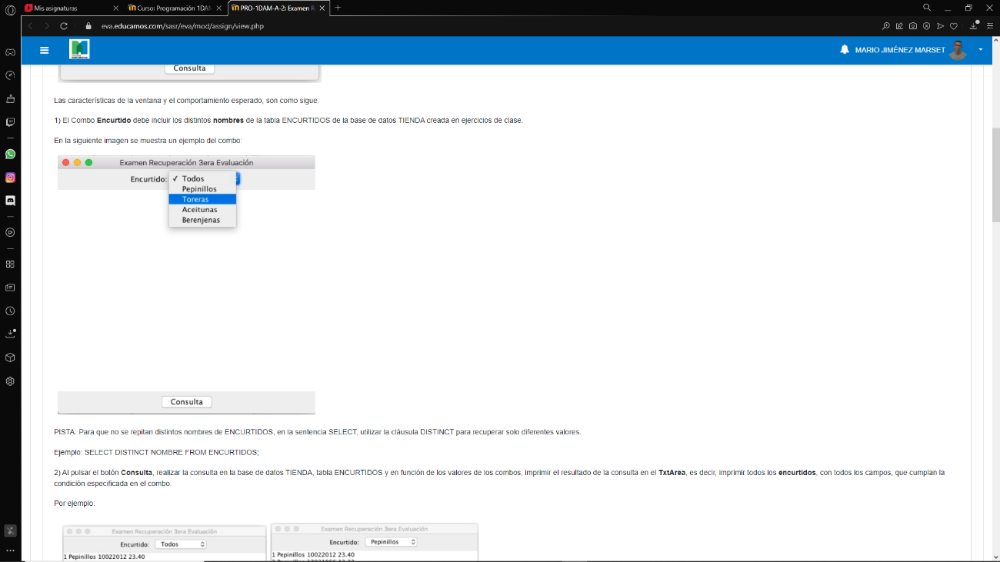 Mis asignaturas
Curso: Programación 1DAM
PRO-1DAM-A-2: Examen R
eva.educamos.com/sasr/eva/mod/assign/view.php
MARIO JIMÉNEZ MARSET
Consulta
Las características de la ventana y el comportamiento esperado, son como sigue:
1) El Combo Encurtido debe incluir los distintos nombres de la tabla ENCURTIDOS de la base de datos TIENDA creada en ejercicios de clase.
En la siguiente imagen se muestra un ejemplo del combo:
Examen Recuperación 3era Evaluación
Encurtido: ✓ Todos
Pepinillos
Toreras
Aceitunas
Berenjenas
Consulta
PISTA: Para que no se repitan distintos nombres de ENCURTIDOS, en la sentencia SELECT, utilizar la cláusula DISTINCT para recuperar solo diferentes valores.
Ejemplo: SELECT DISTINCT NOMBRE FROM ENCURTIDOS;
2) Al pulsar el botón Consulta, realizar la consulta en la base de datos TIENDA, tabla ENCURTIDOS y en función de los valores de los combos, imprimir el resultado de la consulta en el TxtArea, es decir, imprimir todos los encurtidos, con todos los campos, que cumplan la
condición especificada en el combo.
Por ejemplo:
Examen Recuperación 3era Evaluación
Encurtido: Todos
1 Pepinillos 10022012 23.40
Examen Recuperación 3era Evaluación
Encurtido: Pepinillos
1 Pepinillos 10022012 23.40